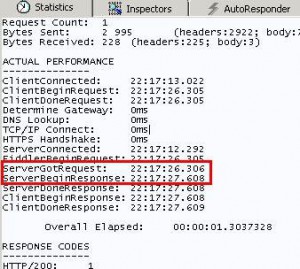 Statistics Inspectors AutoResponder
Request Count: 1
Bytes Sent: 2 995 (headers:2922; body:3)
Bytes Received: 228 (headers:225; body:3)
ACTUAL PERFORMANCE
--------------
ClientConnected: 22:17:13.022
ClientBeginRequest: 22:17:26.305
ClientDoneRequest: 22:17:26.305
Determine Gateway: 0ms
DNS Lookup: 0ms
TCP/IP Connect: 0ms
HTTPS Handshake: 0ms
ServerConnected: 22:17:12.292
FiddlerBeginRequest: 22:17:26.305
ServerGotRequest: 22:17:26.306
ServerBeginResponse: 22:17:27.608
ServerDoneResponse: 22:17:27.608
ClientBeginResponse: 22:17:27.608
ClientDoneResponse: 22:17:27.609
Overall Elapsed: 00:00:01.3037328
RESPONSE CODES
--------------
HTTP/200: 1